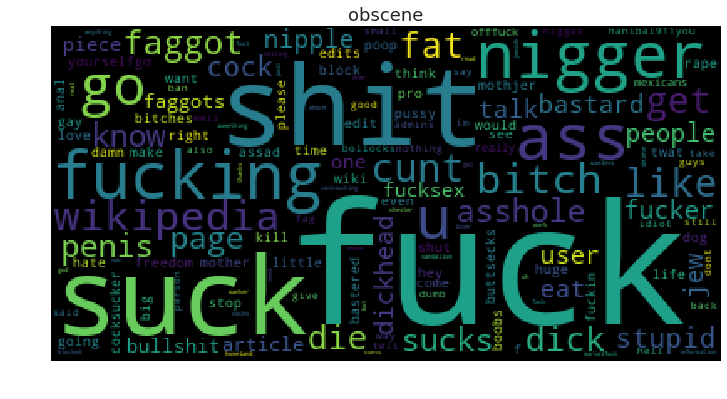 obscene
piece
faggot
nipple
fat
nigger
yourselfgo
edits
poop
offfuck
niggas
hanibal911you
go
cock
block
think
rape
want
ban
shit
please
mothjer
mexicans
anal
faggots
pro
talk
bastard
get
gay
bitches
good
pussy
love
know
right
edit
admins
in
would
see
ass
people
damn
make
also
assad
time
bollocks
nothing
really
twat
take
fucking
one
wiki
cunt
bitch
like
guys
fucksex
even
wikipedia
u
asshole
fucker
idiot
still
penis
page
kill
fuck
dog
hate
freedom
mother
little
dickhead
shut
user
jew
life
suck
hey
come
huge
buttsecks
eat
dont
cocksucker
big
person
stop
give
bastered
dumb
fuckin
back
said
going
bullshit
article
die
sucks
boobs
dick
stupid
tell
hell
f